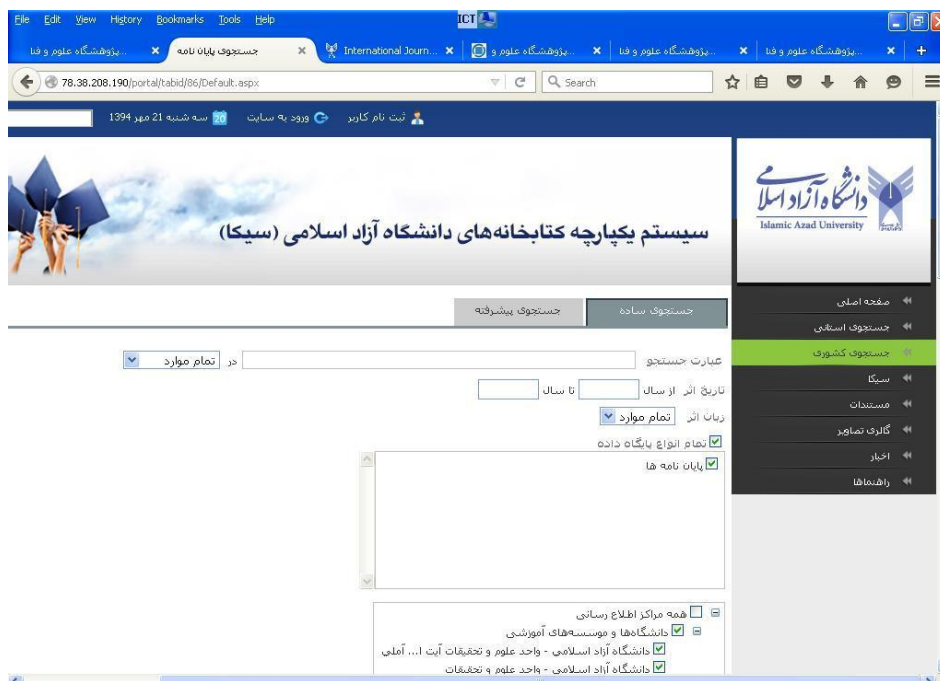 File Edit View History Bookmarks Tools Help
ICT
...پژوهشگاه علوم و فنا
جستجوی پایان نامه
International Journ...
...پژوهشگاه علوم و
...پژوهشگاه علوم و فنا
...پژوهشگاه علوم و فنا
78.38.208.190/portal/tabid/86/Default.aspx
Search
ثبت نام کاربر ورود به سایت 20 سه شنبه 21 مهر 1394
دانشگاه آزاد اسلامی
Islamic Azad University
سیستم یکپارچه کتابخانه‌های دانشگاه آزاد اسلامی (سیکا)
صفحه اصلی
جستجوی استانی
جستجوی کشوری
سیکا
مستندات
گالری تصاویر
اخبار
راهنماها
جستجوی ساده جستجوی پیشرفته
عبارت جستجو در تمام موارد
تاریخ اثر از سال تا سال
زبان اثر تمام موارد
تمام انواع پایگاه داده
پایان نامه ها
همه مراکز اطلاع رسانی
دانشگاه‌ها و موسسه‌های آموزشی
دانشگاه آزاد اسلامی - واحد علوم و تحقیقات آیت ا... آملی
دانشگاه آزاد اسلامی - واحد علوم و تحقیقات